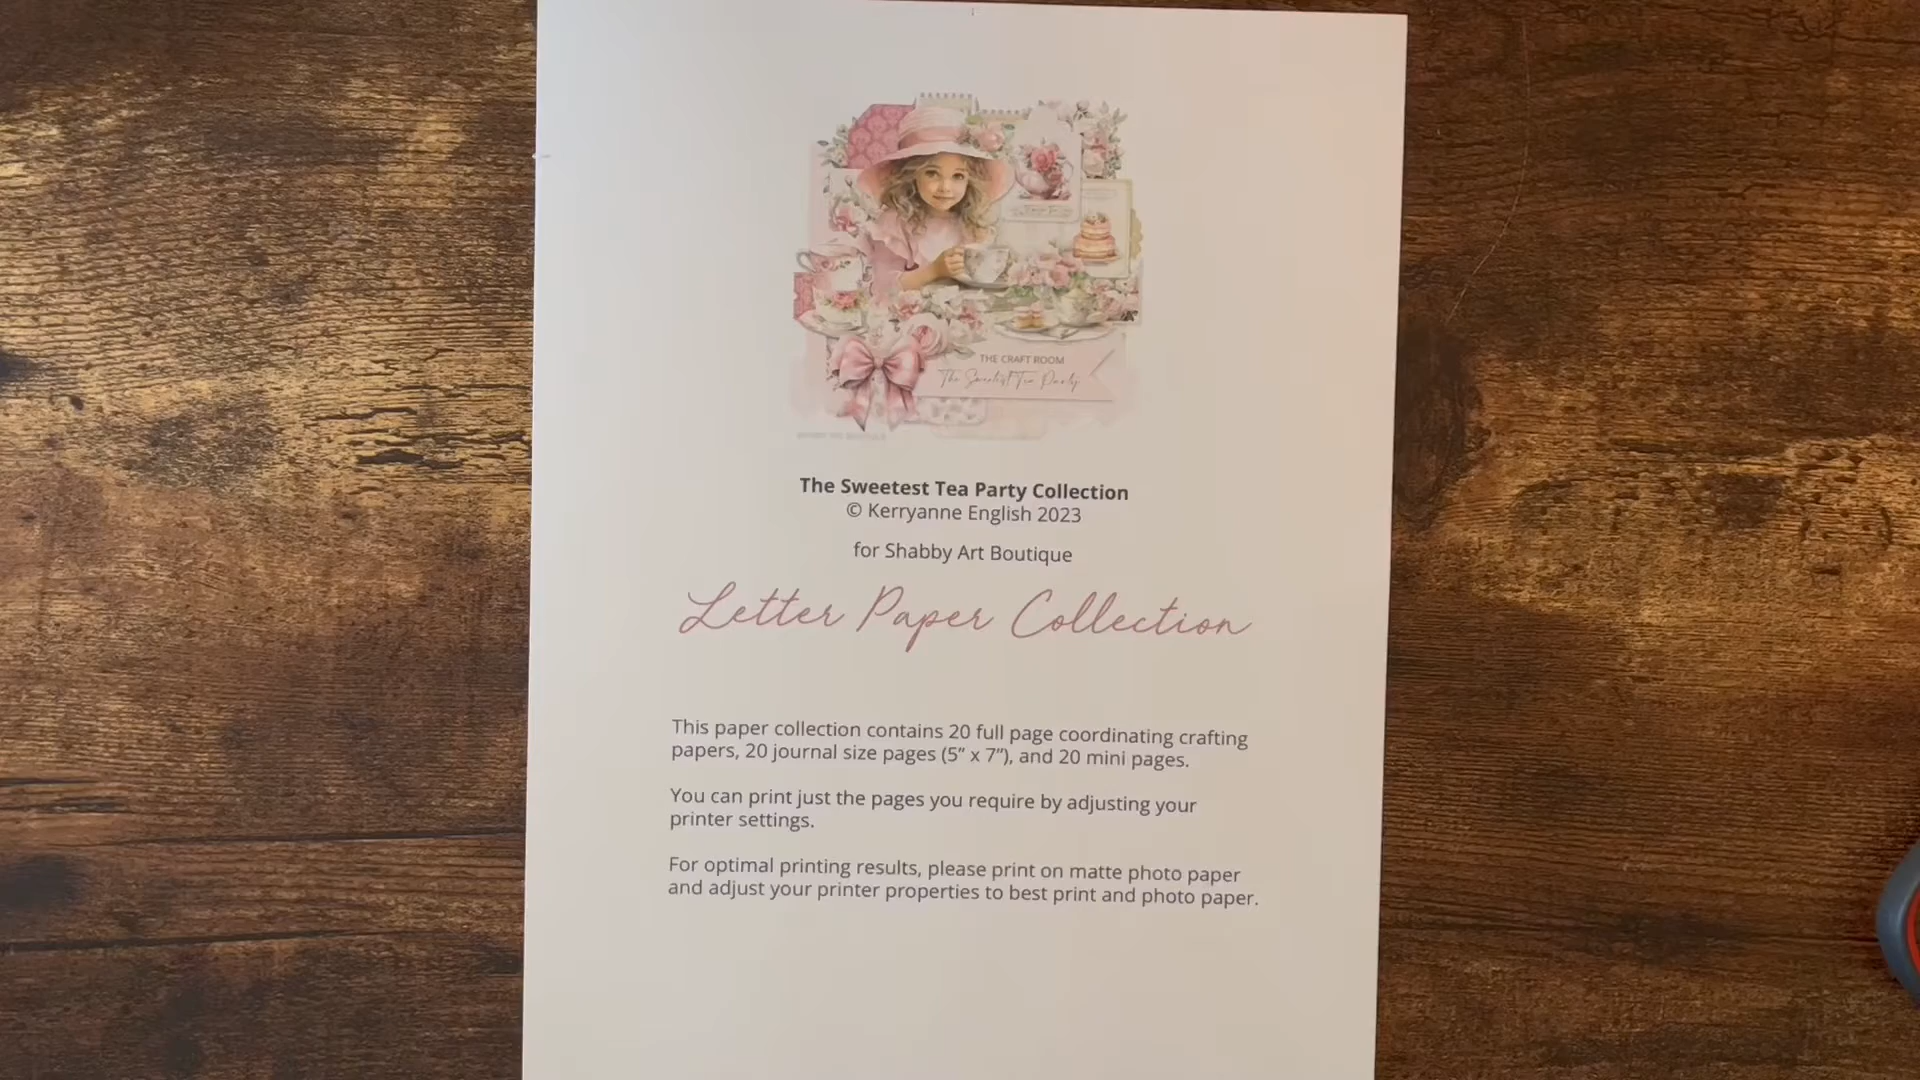 THE CRAFT ROOM
The Sweetest Tea Party
The Sweetest Tea Party Collection
© Kerryanne English 2023
for Shabby Art Boutique
Letter Paper Collection
This paper collection contains 20 full page coordinating crafting
papers, 20 journal size pages (5” x 7”), and 20 mini pages.
You can print just the pages you require by adjusting your
printer settings.
For optimal printing results, please print on matte photo paper
and adjust your printer properties to best print and photo paper.